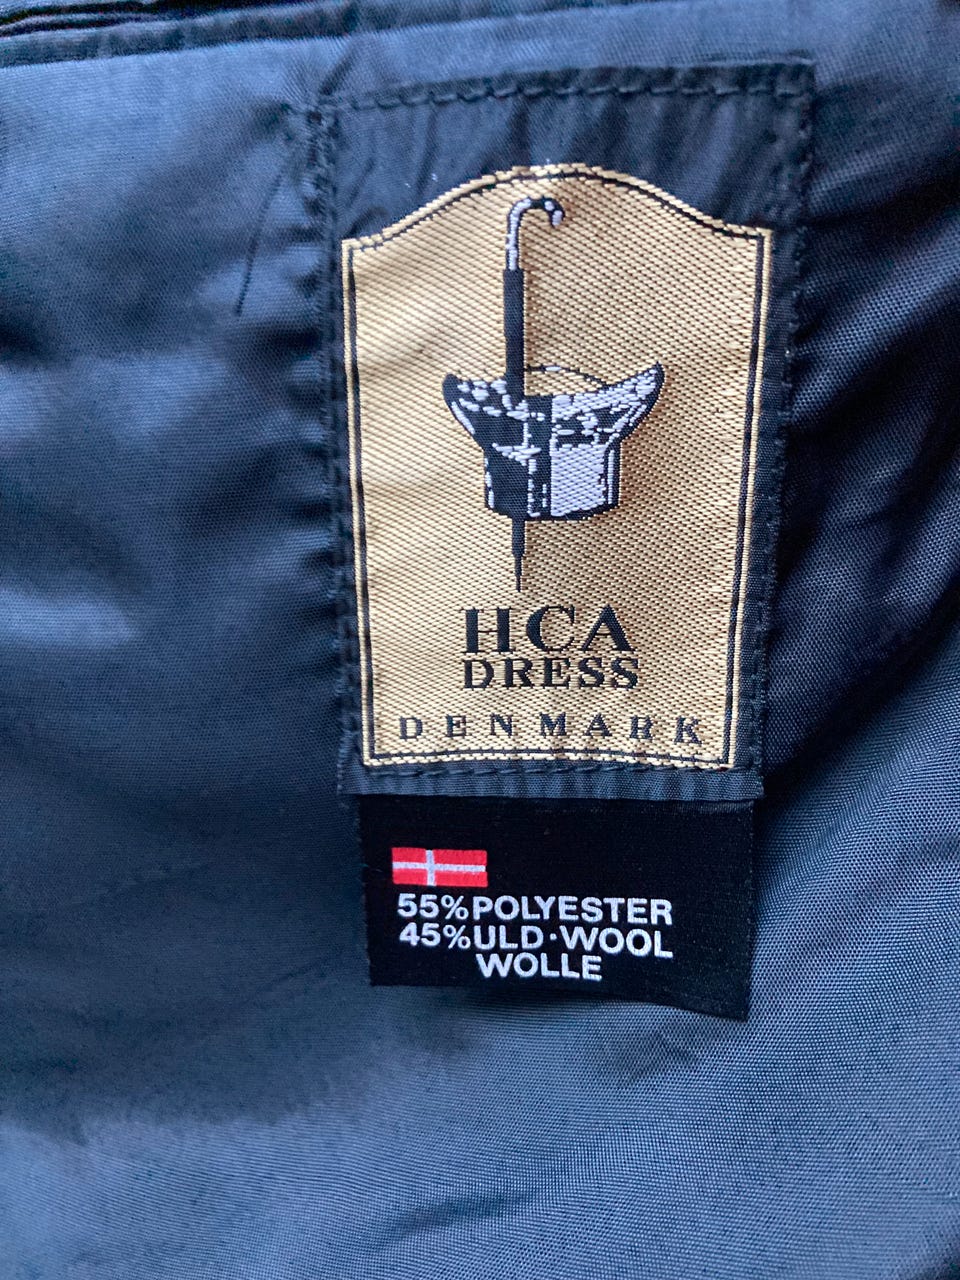 HCA
DRESS
DENMARK
55% POLYESTER
45% ULD·WOOL
WOLLE